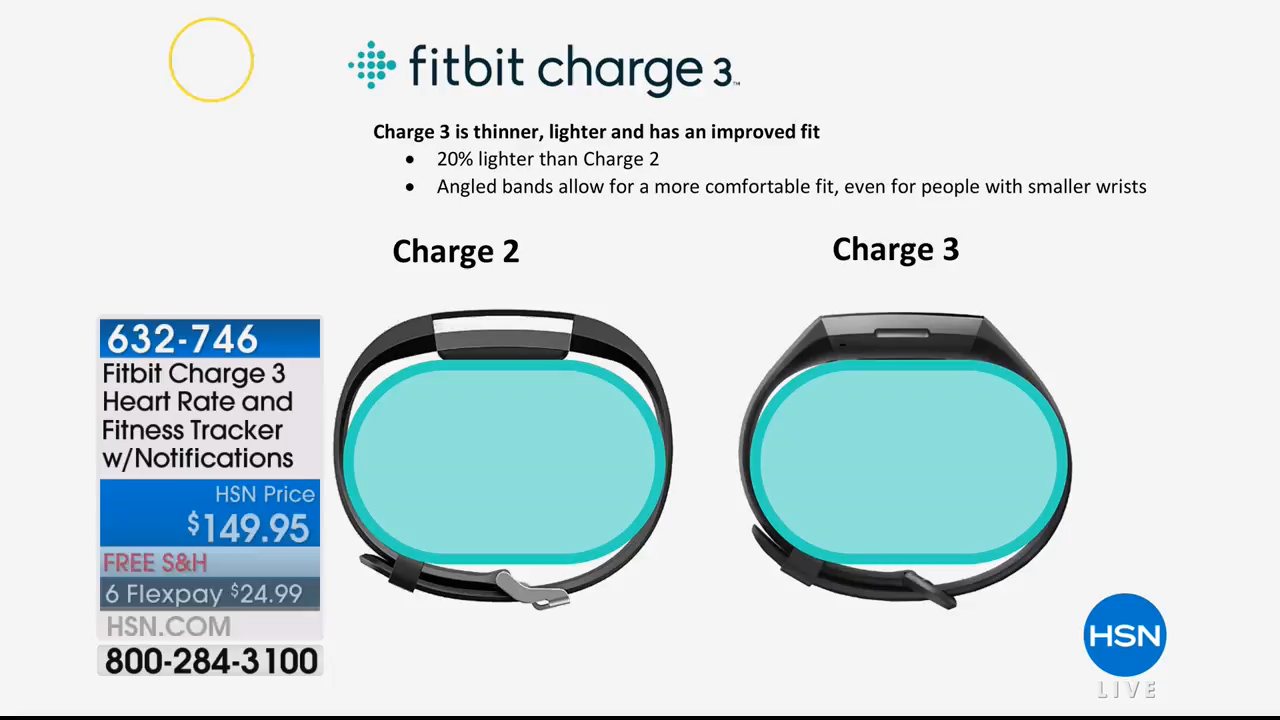 fitbit charge 3™
Charge 3 is thinner, lighter and has an improved fit
• 20% lighter than Charge 2
• Angled bands allow for a more comfortable fit, even for people with smaller wrists
Charge 2
Charge 3
632-746
Fitbit Charge 3
Heart Rate and
Fitness Tracker
w/Notifications
HSN Price
$149.95
FREE S&H
6 Flexpay $24.99
HSN.COM
800-284-3100
HSN
LIVE